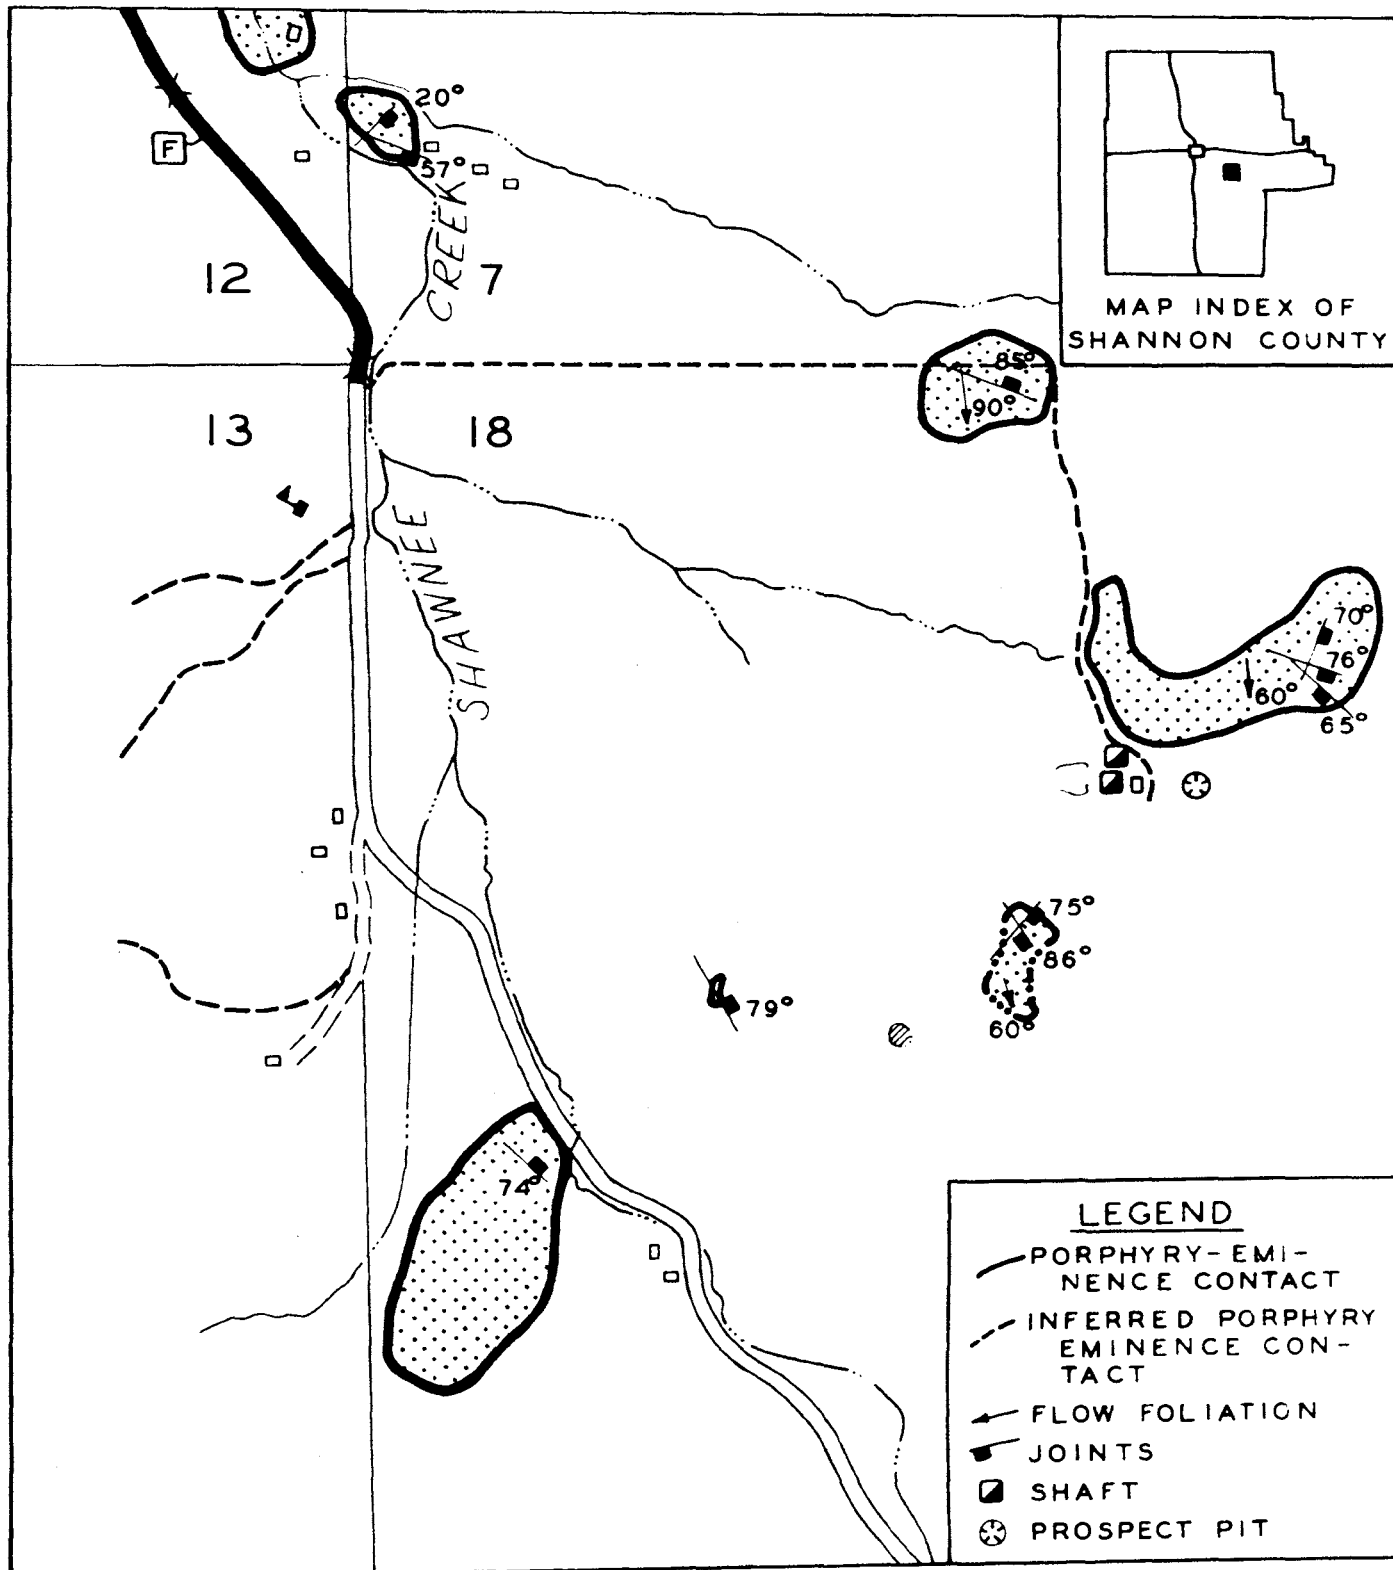 20°
F
57°
CREEK
12
7
MAP INDEX OF
SHANNON COUNTY
85°
90°
13
18
SHAWNEE
70°
76°
60°
65°
75°
86°
79°
60°
74°
LEGEND
PORPHYRY-EMI-
NENCE CONTACT
INFERRED PORPHYRY
EMINENCE CON-
TACT
FLOW FOLIATION
JOINTS
SHAFT
PROSPECT PIT